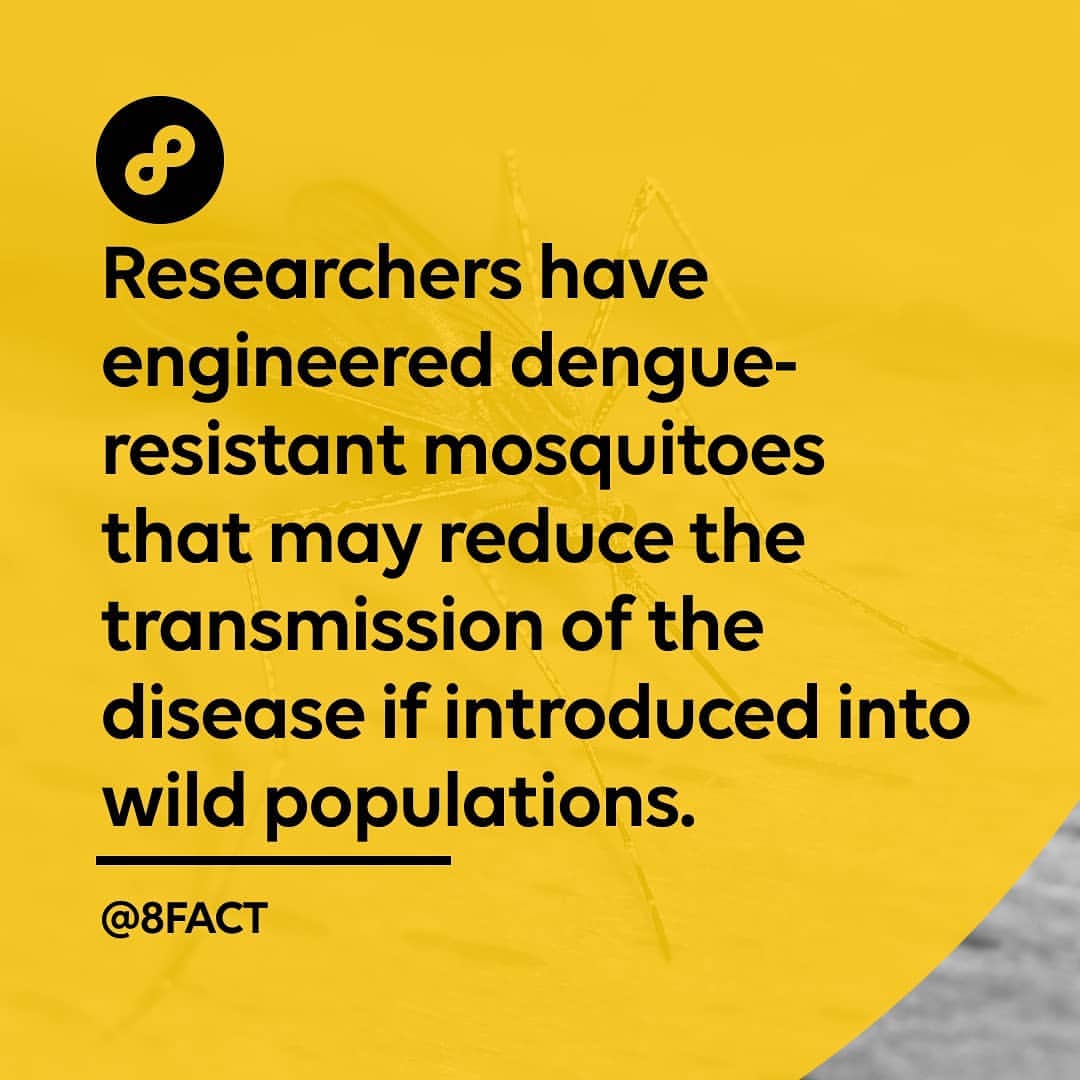 Researchers have
engineered dengue-
resistant mosquitoes
that may reduce the
transmission of the
disease if introduced into
wild populations.
@8FACT